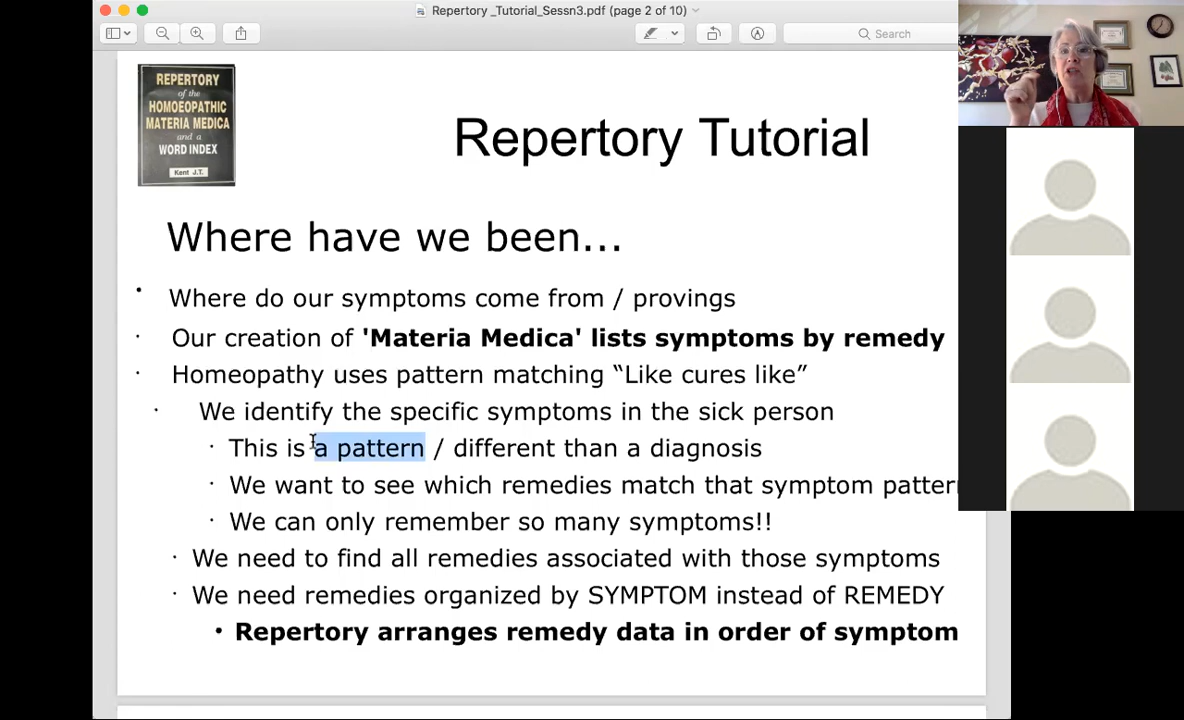 Repertory _Tutorial_Sessn3.pdf (page 2 of 10)
Search
REPERTORY
of the
HOMOEOPATHIC
MATERIA MEDICA
and a
WORD INDEX
Kent J.T.
Repertory Tutorial
Where have we been...
• Where do our symptoms come from / provings
· Our creation of 'Materia Medica' lists symptoms by remedy
· Homeopathy uses pattern matching “Like cures like”
· We identify the specific symptoms in the sick person
· This is a pattern / different than a diagnosis
· We want to see which remedies match that symptom pattern
· We can only remember so many symptoms!!
· We need to find all remedies associated with those symptoms
· We need remedies organized by SYMPTOM instead of REMEDY
• Repertory arranges remedy data in order of symptom